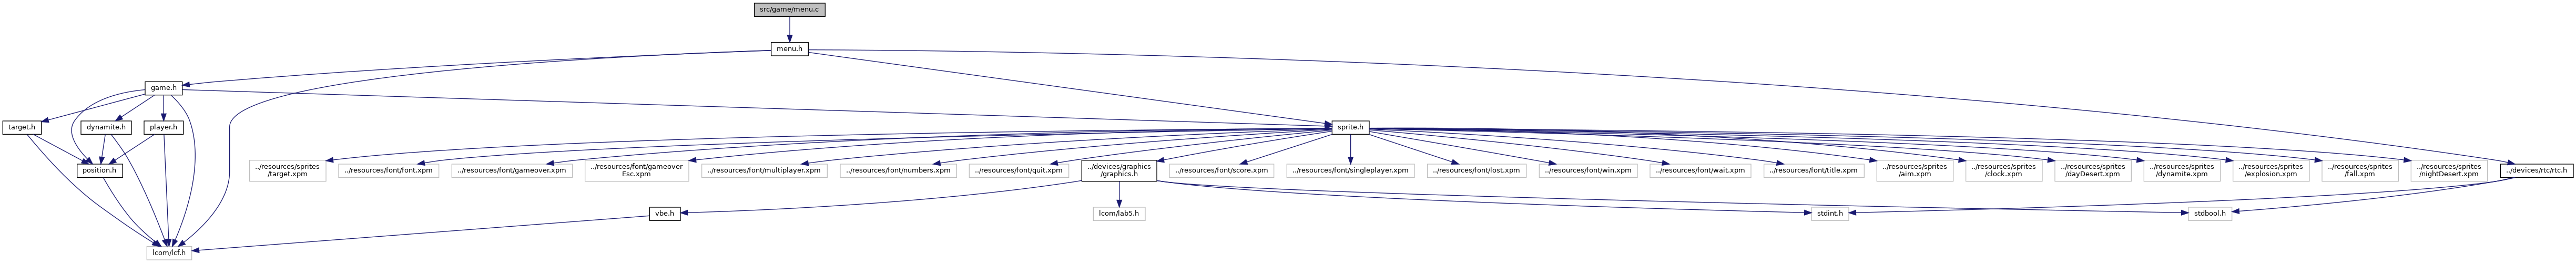 src/game/menu.c
menu.h
game.h
target.h
dynamite.h
player.h
sprite.h
position.h
../resources/sprites
/target.xpm
../resources/font/font.xpm
../resources/font/gameover.xpm
../resources/font/gameover
Esc.xpm
../resources/font/multiplayer.xpm
../resources/font/numbers.xpm
../resources/font/quit.xpm
../devices/graphics
/graphics.h
../resources/font/score.xpm
../resources/font/singleplayer.xpm
../resources/font/lost.xpm
../resources/font/win.xpm
../resources/font/wait.xpm
../resources/font/title.xpm
../resources/sprites
/aim.xpm
../resources/sprites
/clock.xpm
../resources/sprites
/dayDesert.xpm
../resources/sprites
/dynamite.xpm
../resources/sprites
/explosion.xpm
../resources/sprites
/fall.xpm
../resources/sprites
/nightDesert.xpm
../devices/rtc/rtc.h
vbe.h
lcom/lab5.h
stdint.h
stdbool.h
lcom/lcf.h